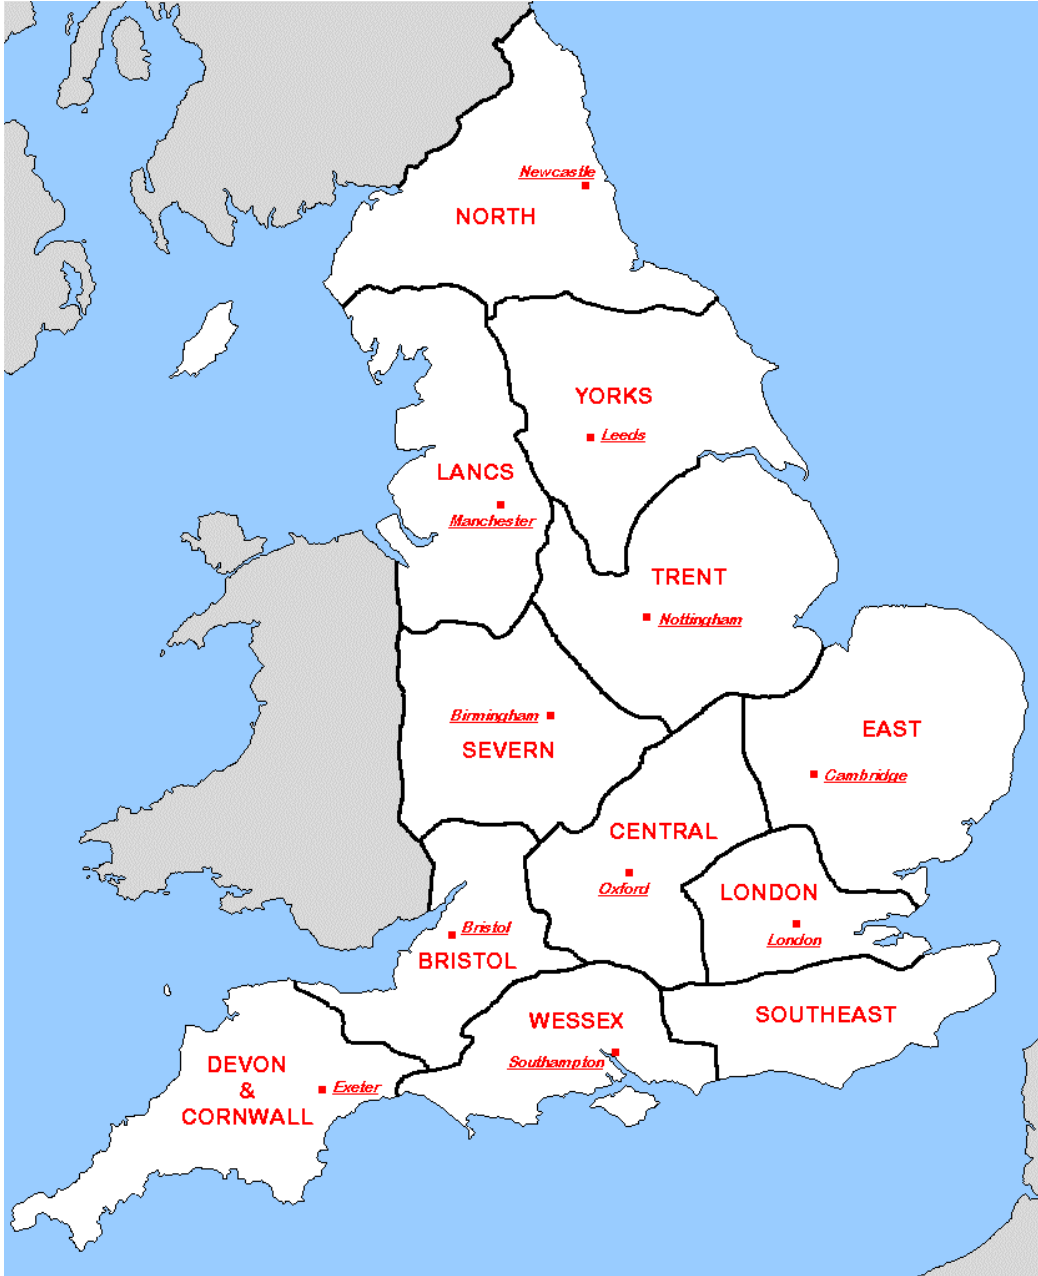 Newcastle
NORTH
YORKS
Leeds
LANCS
Manchester
TRENT
Nottingham
Birmingham
SEVERN
EAST
Cambridge
CENTRAL
Oxford
LONDON
London
Bristol
BRISTOL
WESSEX
Southampton
SOUTHEAST
DEVON
&
CORNWALL
Exeter